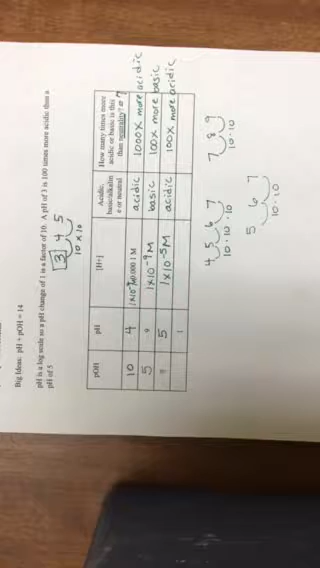 Big Ideas: pH + pOH = 14
pH is a log scale so a pH change of 1 is a factor of 10. A pH of 3 is 100 times more acidic than a
pH of 5
3 4 5
10 x 10
pOH pH [H+] Acidic, basic/alkaline or neutral How many times more acidic or basic is this than neutrality? = 7
10 4 0.0001 M acidic 1000X more acidic
5 9 1x10⁻⁹ M basic 100X more basic
9 5 1x10⁻⁵ M acidic 100X more acidic
1
4 5 6 7
10 · 10 · 10
7 8 9
10·10
5 6 7
10·10